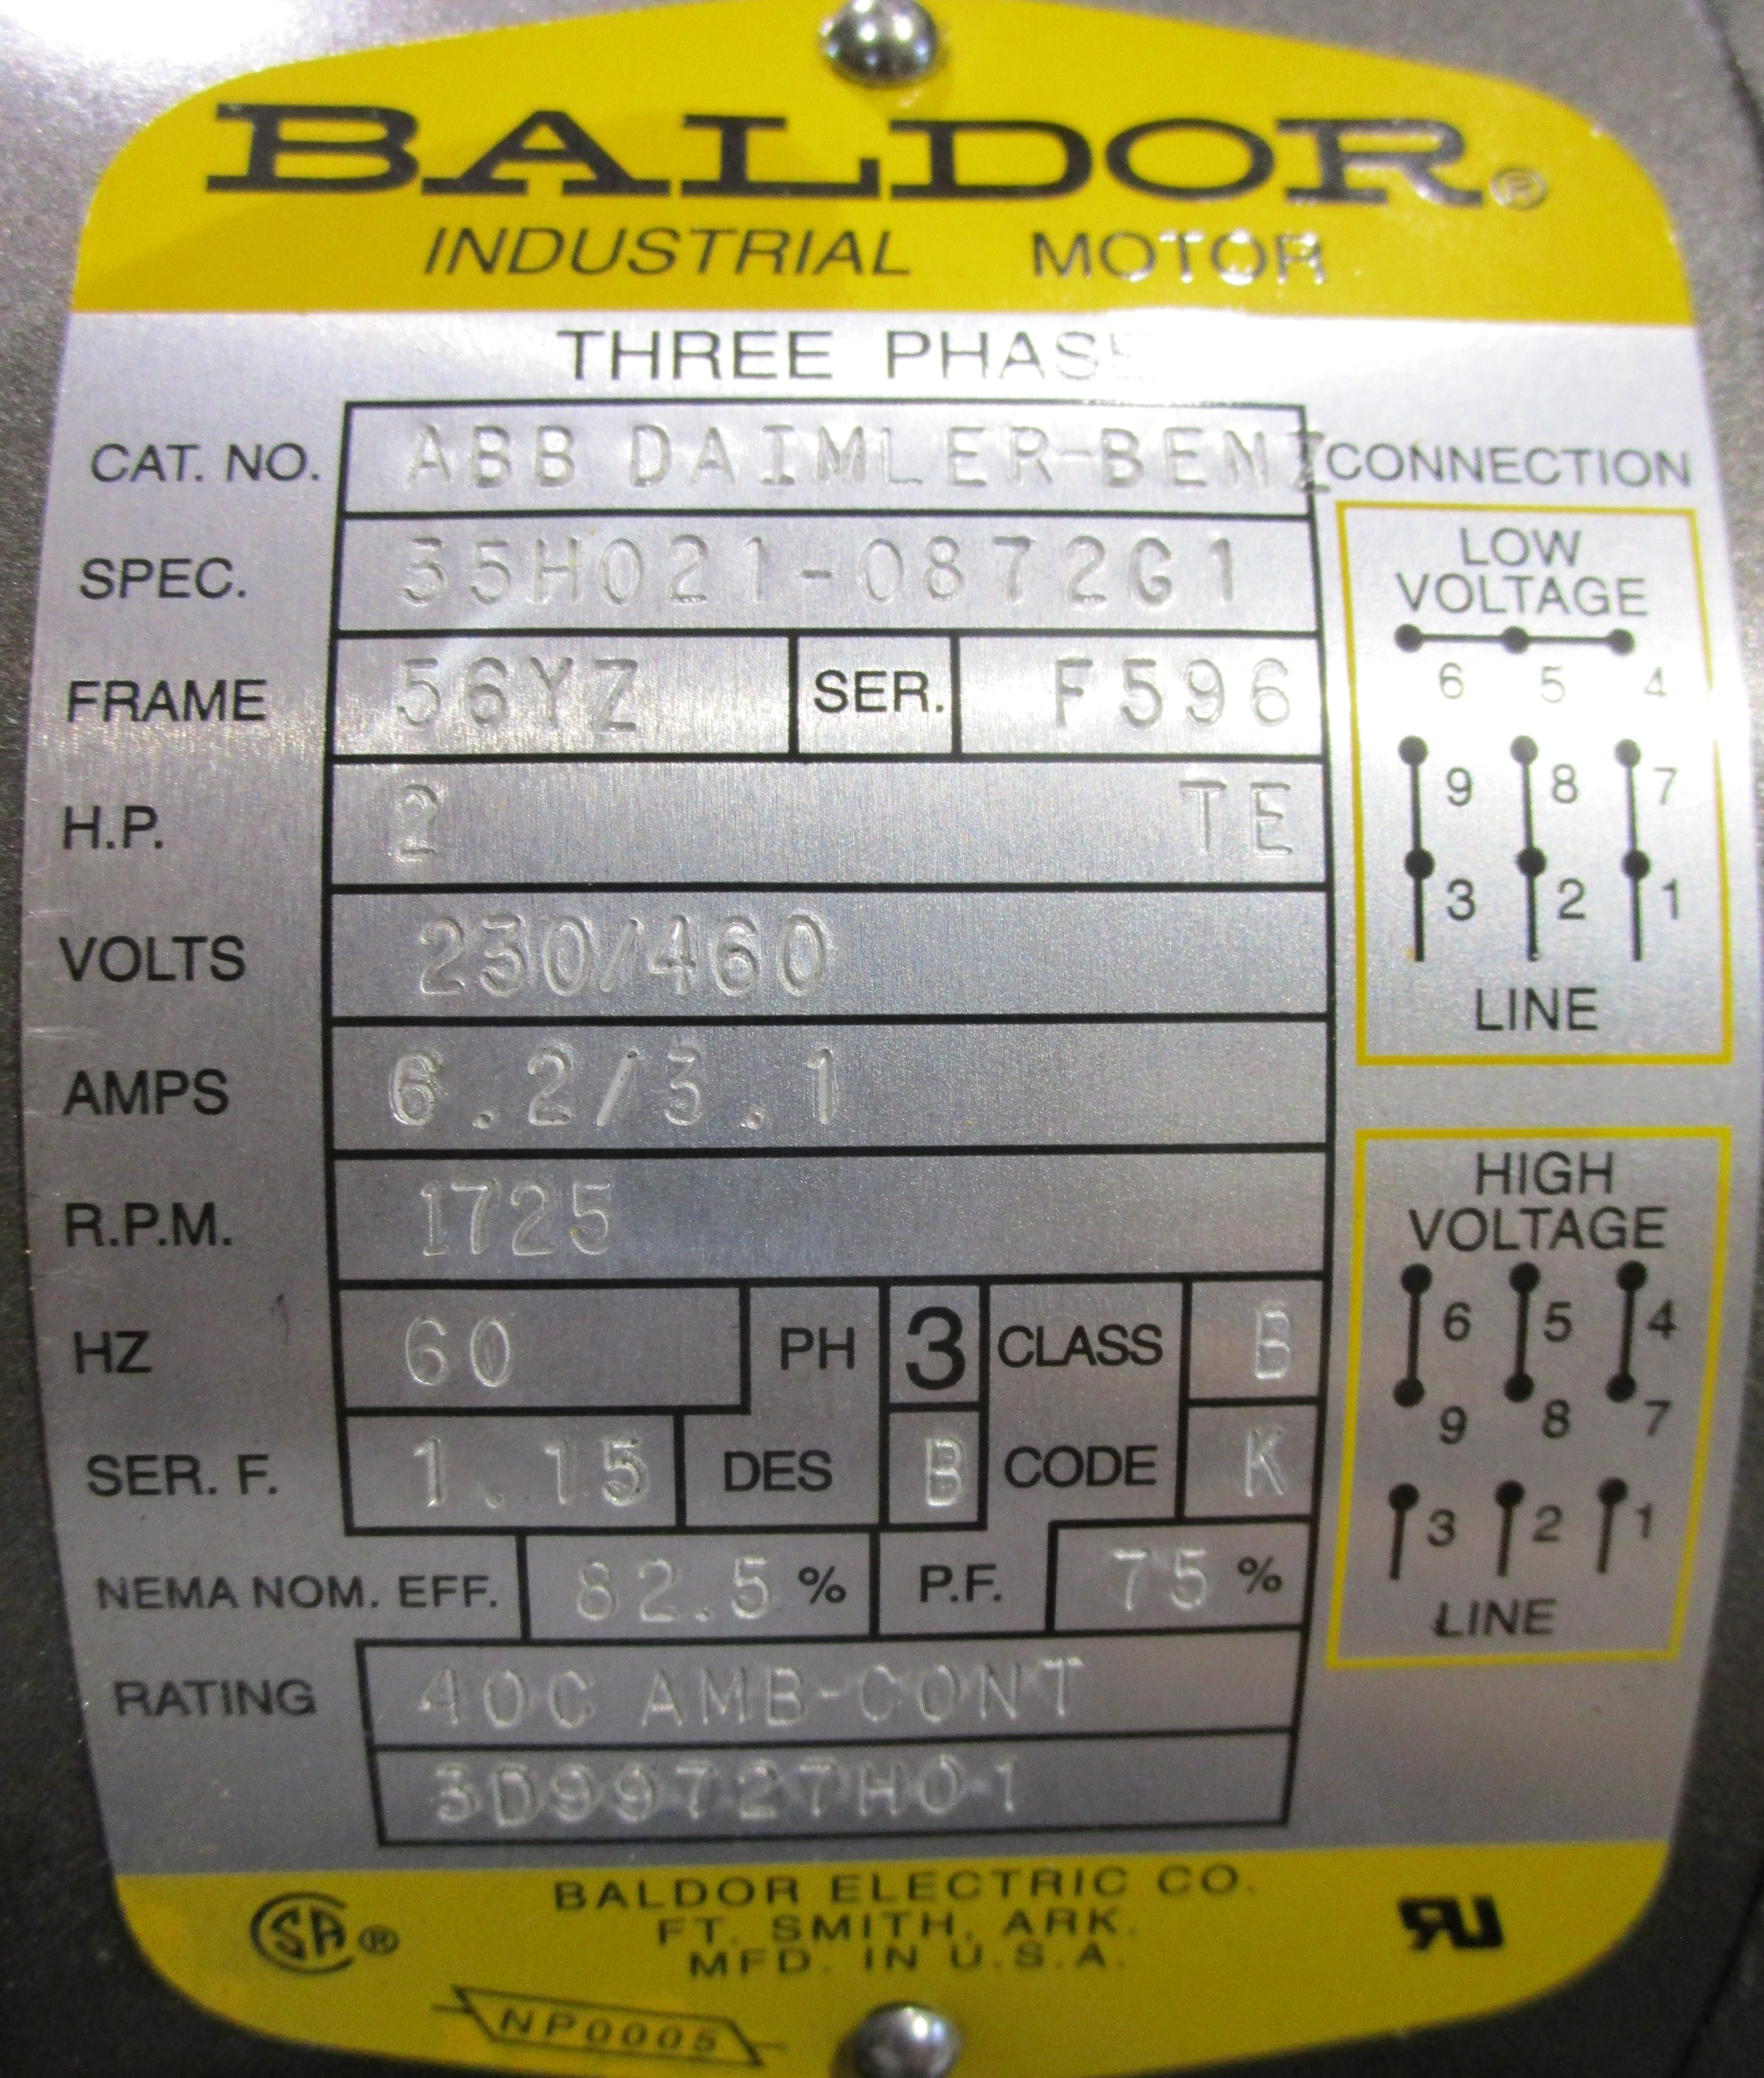 BALDOR®
INDUSTRIAL MOTOR
THREE PHASE
CAT. NO. ABB DAIMLER-BENZ
SPEC. 35H021-0872G1
FRAME 56YZ SER. F596
H.P. 2 TE
VOLTS 230/460
AMPS 6.2/3.1
R.P.M. 1725
HZ 60 PH 3 CLASS B
SER. F. 1.15 DES B CODE K
NEMA NOM. EFF. 82.5 % P.F. 75 %
RATING 40C AMB-CONT
3D99727H01
CONNECTION
LOW
VOLTAGE
6 5 4
9 8 7
3 2 1
LINE
HIGH
VOLTAGE
6 5 4
9 8 7
3 2 1
LINE
SA®
BALDOR ELECTRIC CO.
FT. SMITH, ARK.
MFD. IN U.S.A.
RU
NP0005